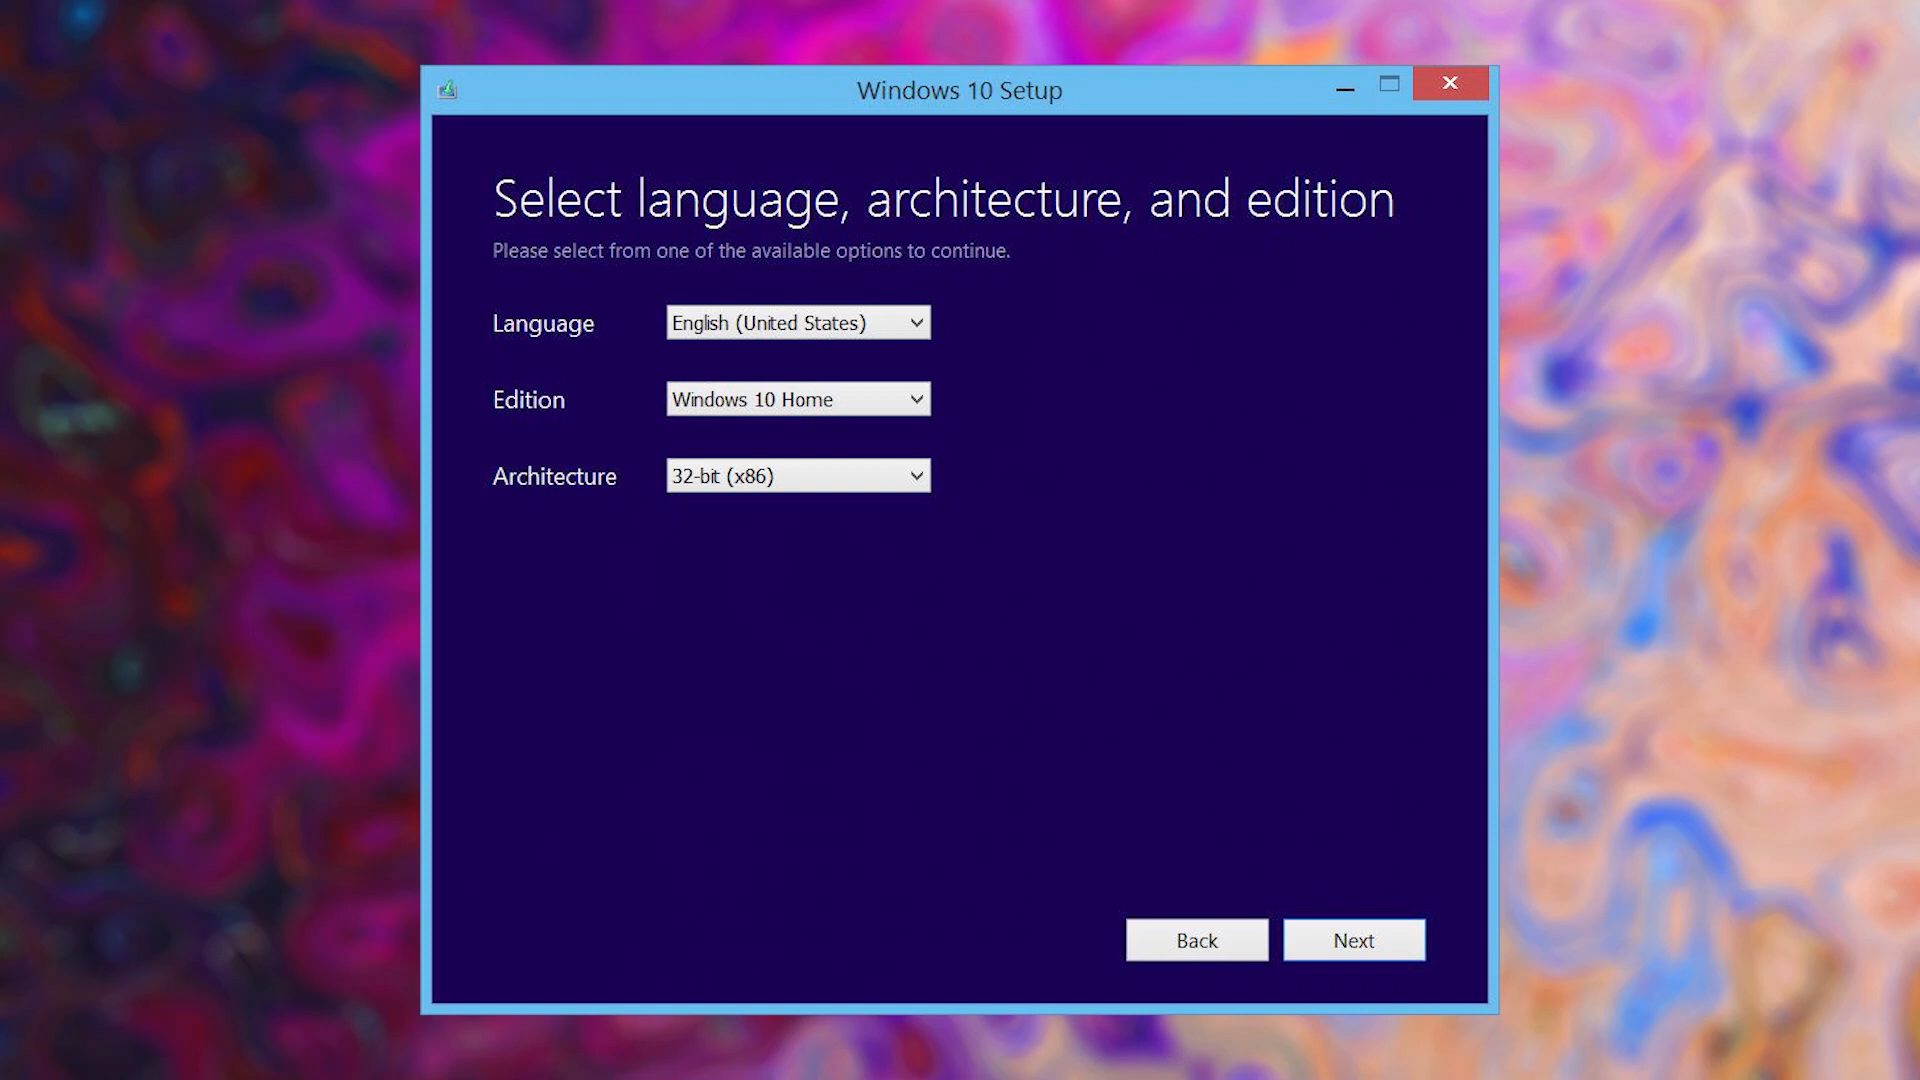 Windows 10 Setup
Select language, architecture, and edition
Please select from one of the available options to continue.
Language English (United States)
Edition Windows 10 Home
Architecture 32-bit (x86)
Back Next